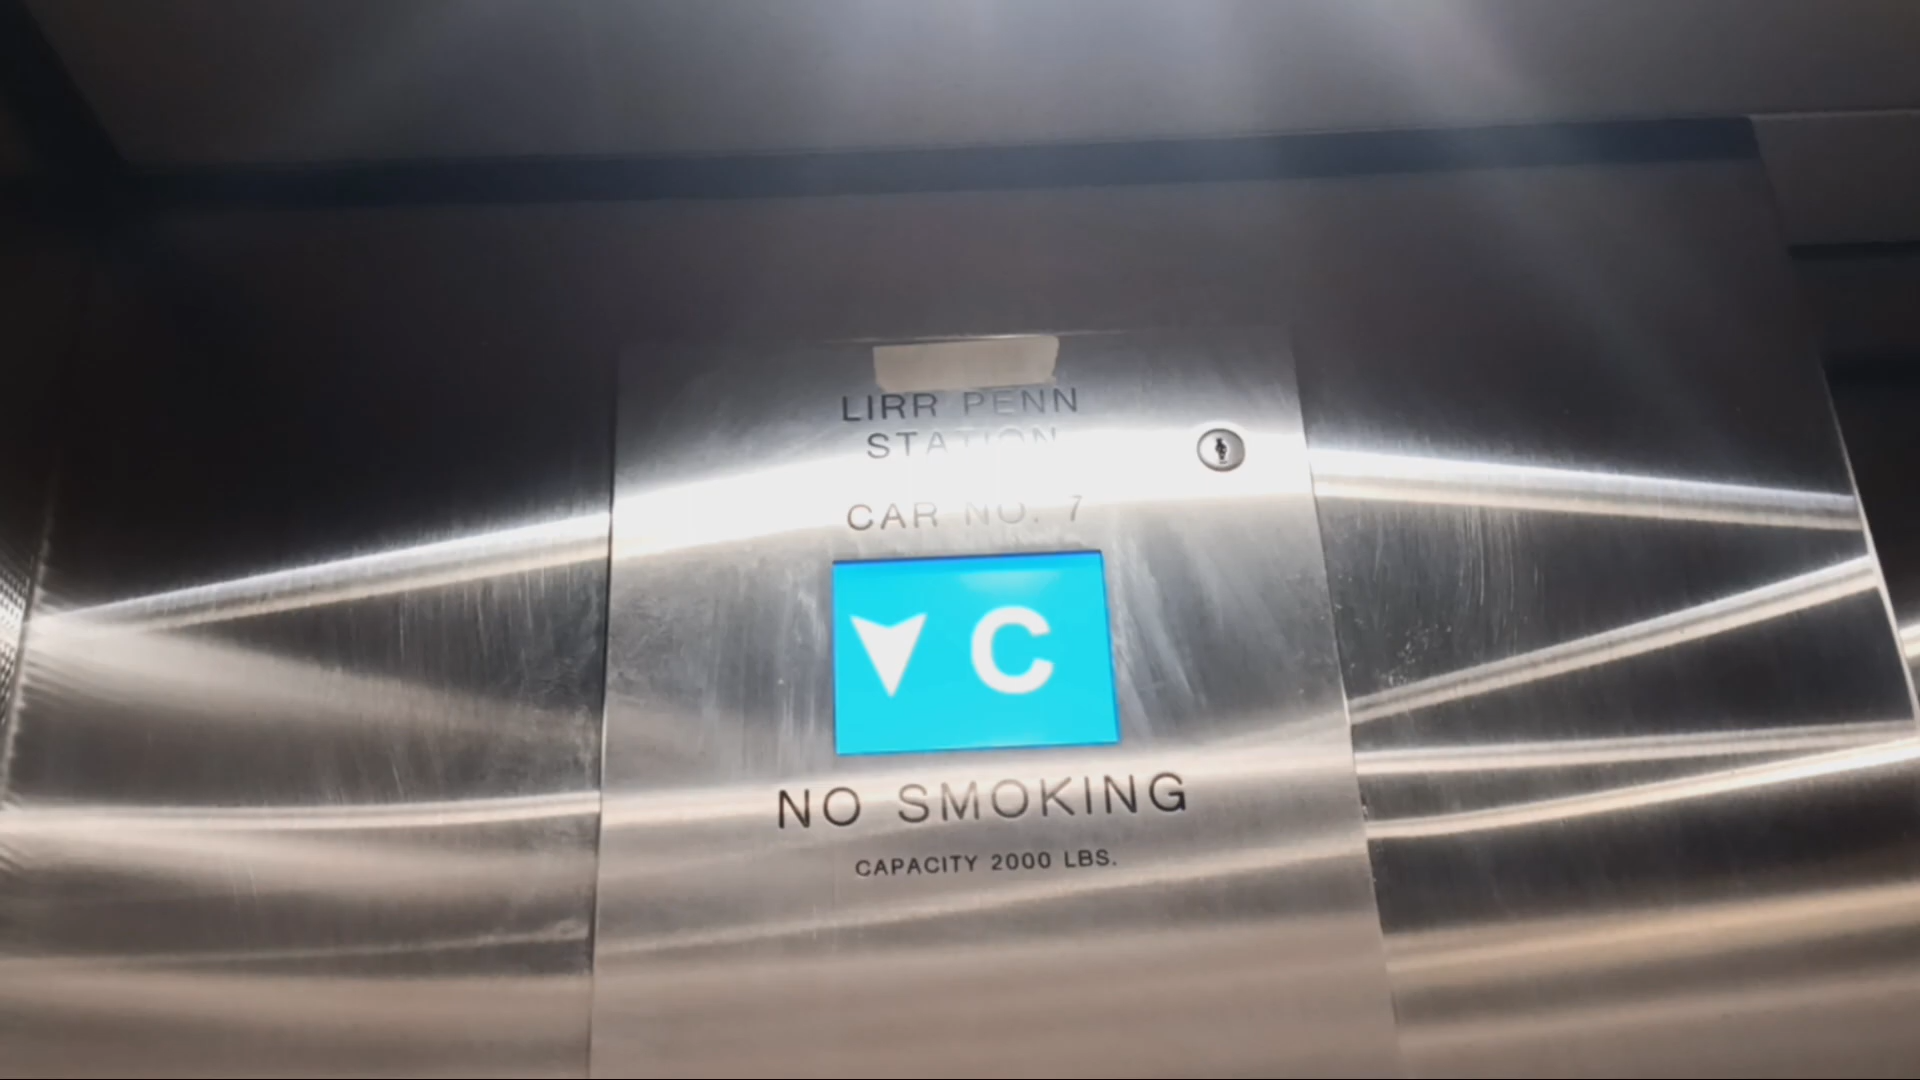 LIRR PENN
STATION
CAR NO. 7
C
NO SMOKING
CAPACITY 2000 LBS.